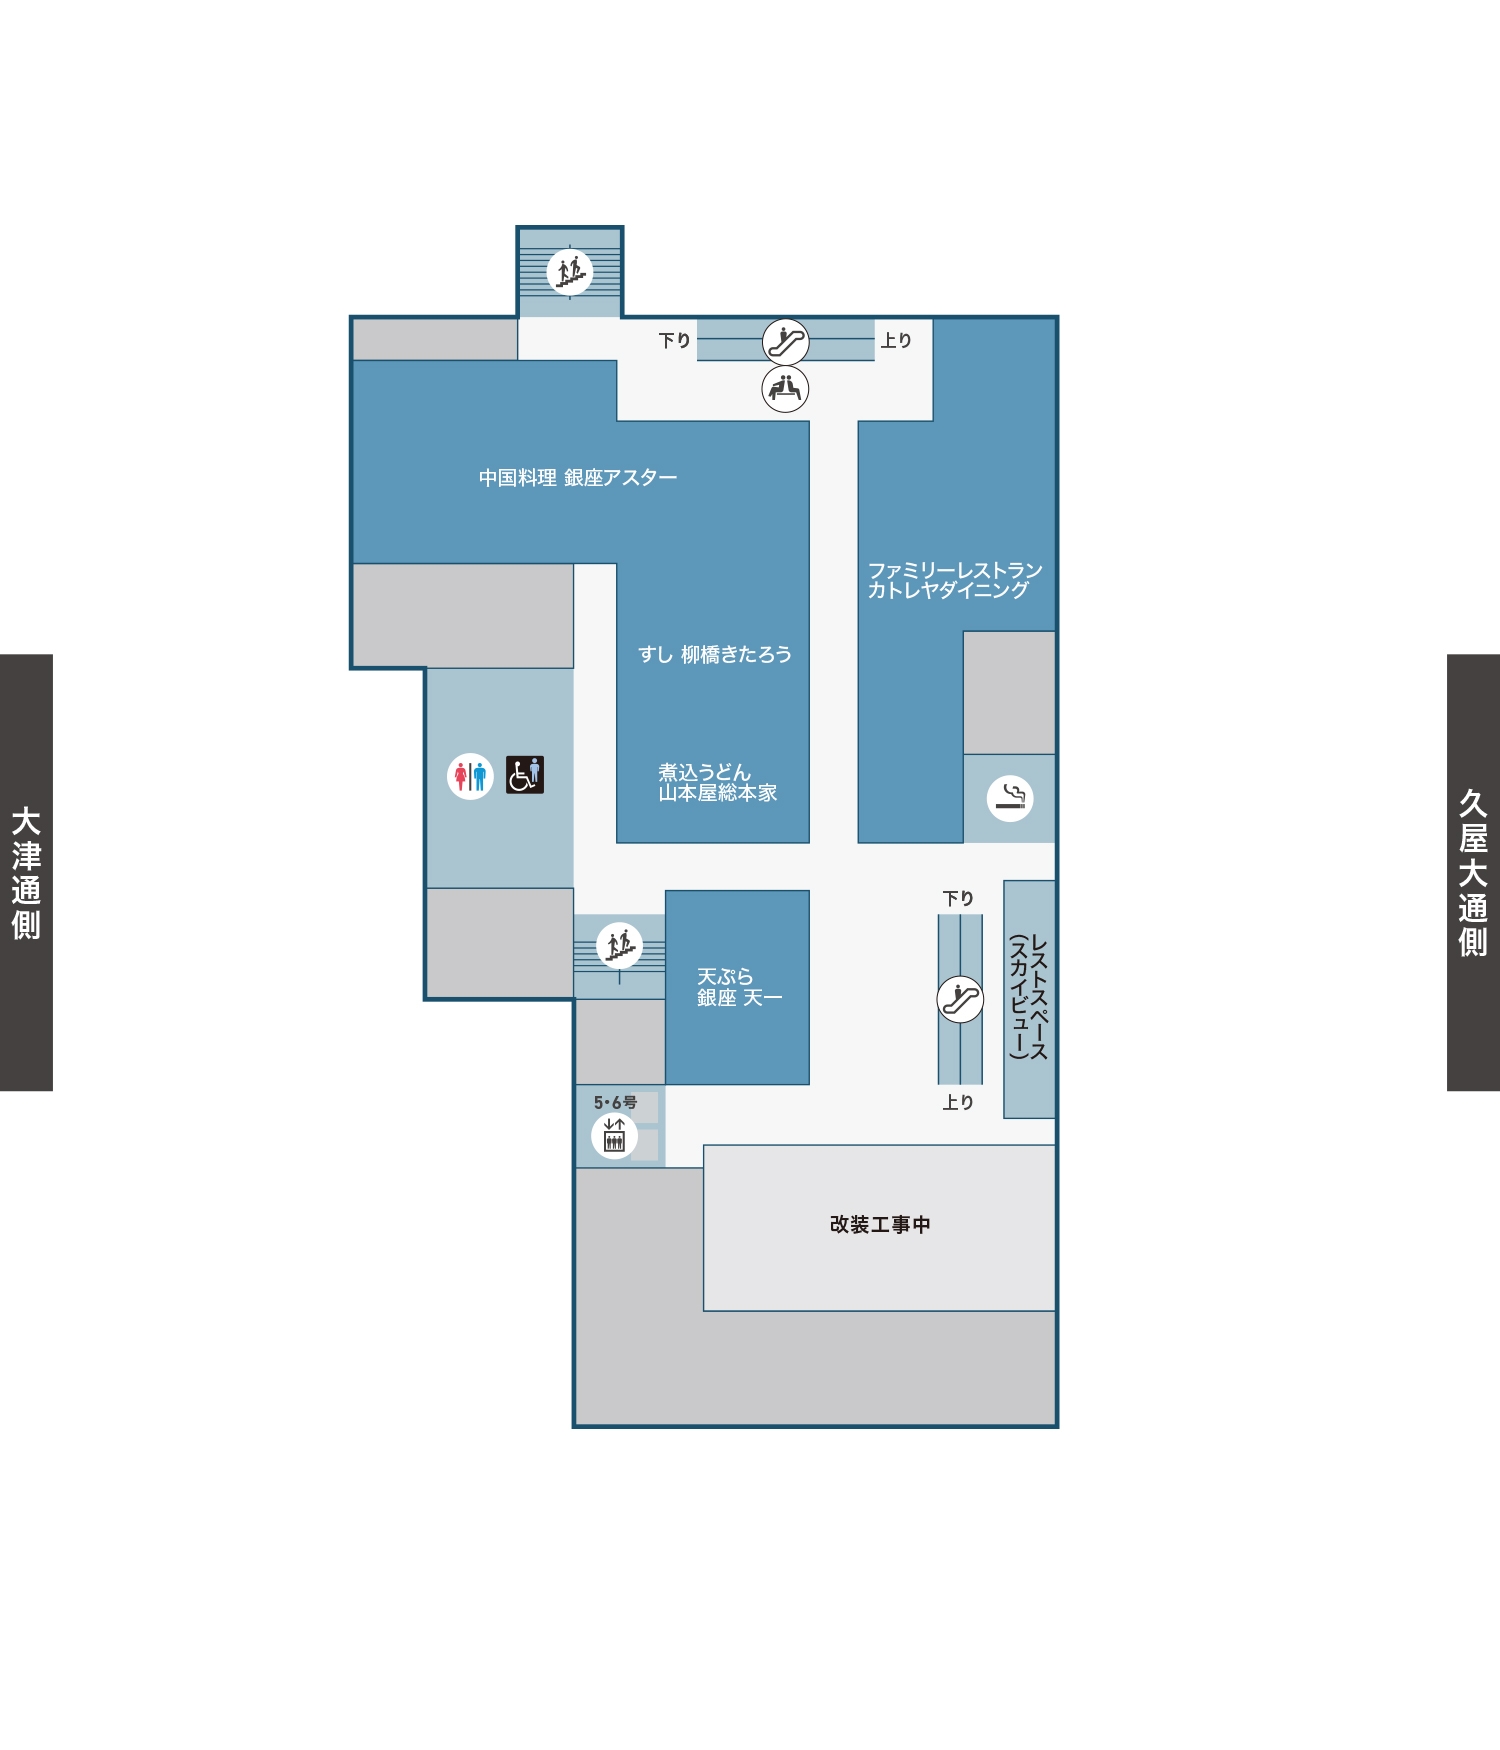 下り
上り
中国料理 銀座アスター
ファミリーレストラン
カトレヤダイニング
すし 柳橋きたろう
煮込うどん
山本屋総本家
大津通側
久屋大通側
下り
レストスペース
(スカイビュー)
天ぷら
銀座 天一
上り
5・6号
改装工事中